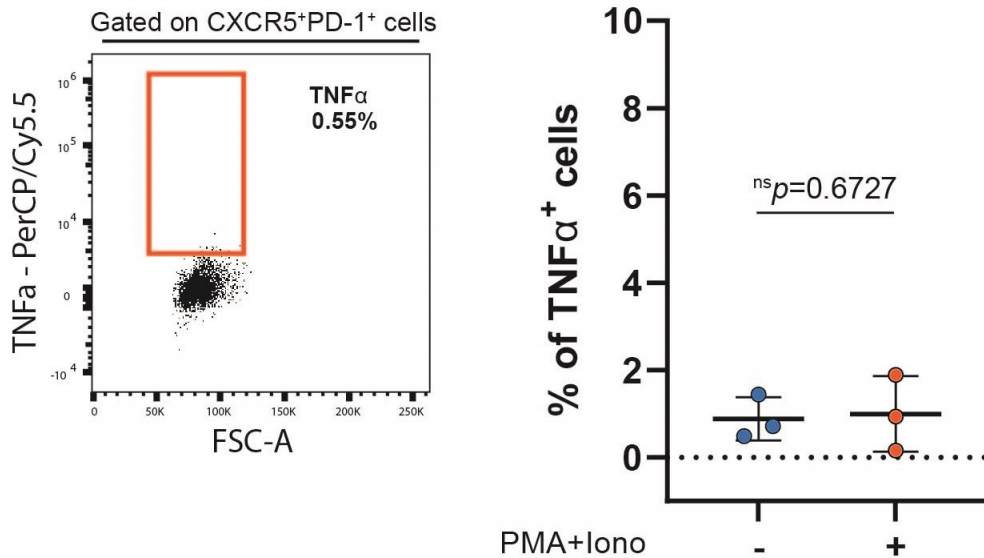 Gated on CXCR5⁺PD-1⁺ cells
TNFα
0.55%
TNFa - PerCP/Cy5.5
10⁶
10⁵
10⁴
0
-10⁴
0 50K 100K 150K 200K 250K
FSC-A
% of TNFα⁺ cells
10
8
6
4
2
0
ⁿˢp=0.6727
PMA+Iono - +